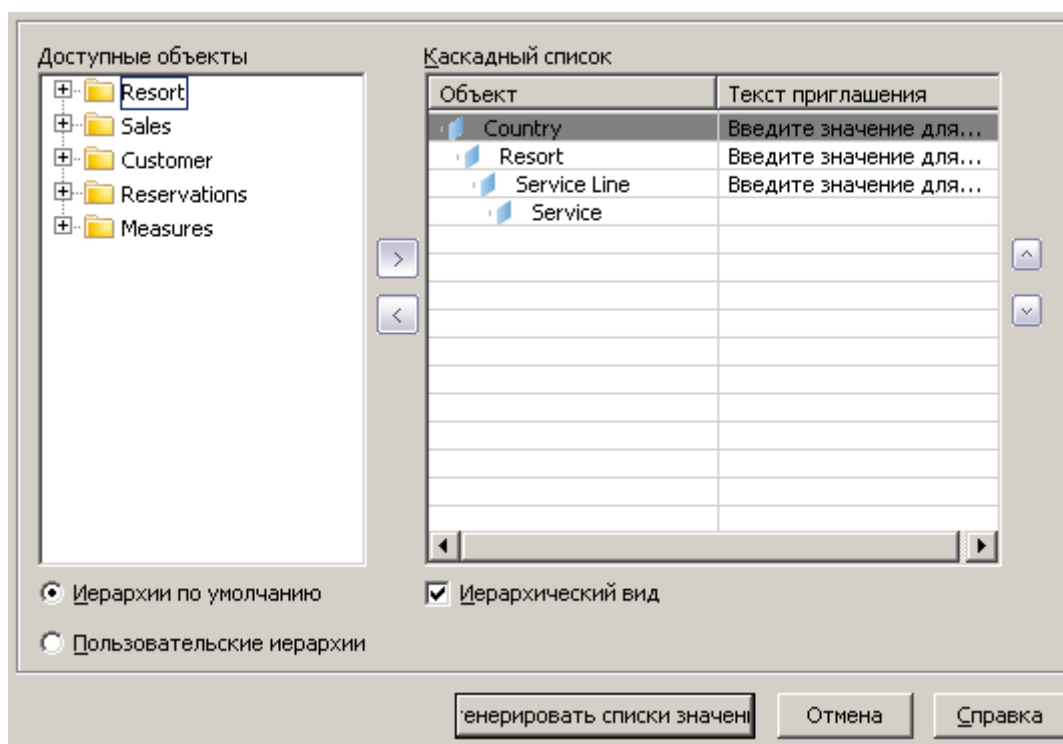 Доступные объекты
Resort
Sales
Customer
Reservations
Measures
Каскадный список
Объект Текст приглашения
Country Введите значение для...
Resort Введите значение для...
Service Line Введите значение для...
Service
Иерархии по умолчанию
Пользовательские иерархии
Иерархический вид
енерировать списки значен Отмена Справка